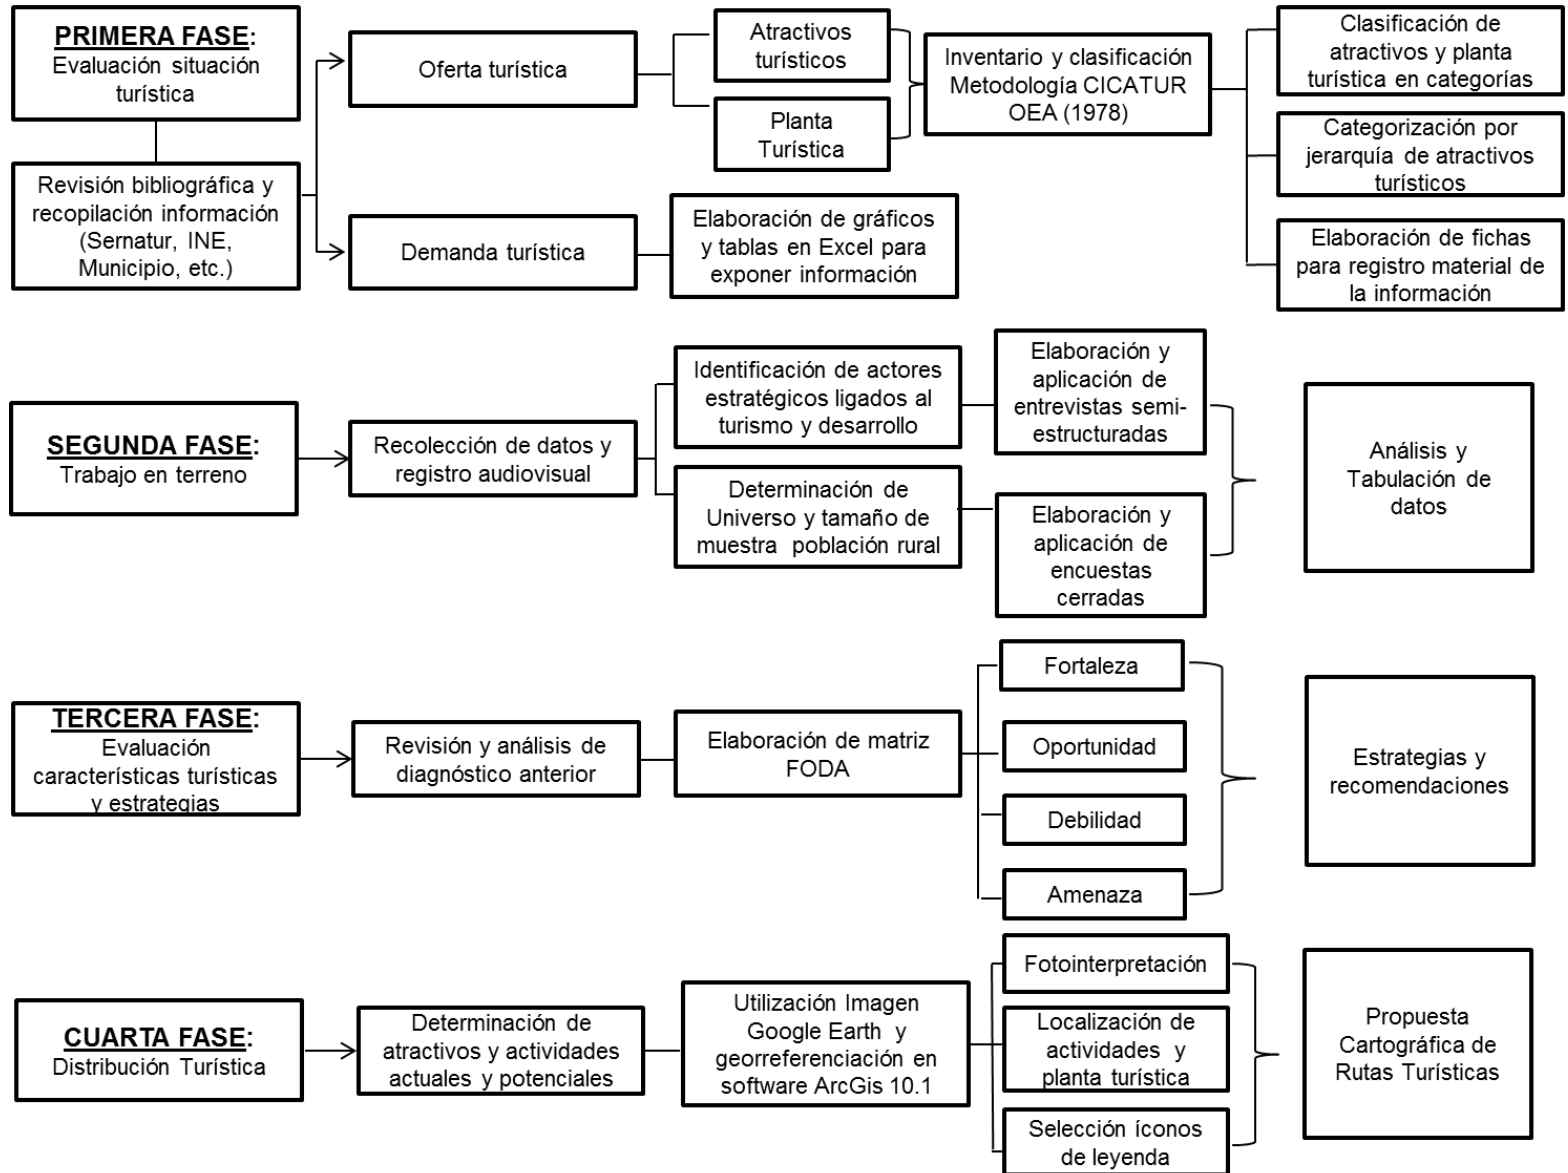 PRIMERA FASE:
Evaluación situación
turística
Revisión bibliográfica y
recopilación información
(Sernatur, INE,
Municipio, etc.)
Oferta turística
Demanda turística
Atractivos
turísticos
Planta
Turística
Elaboración de gráficos
y tablas en Excel para
exponer información
Inventario y clasificación
Metodología CICATUR
OEA (1978)
Clasificación de
atractivos y planta
turística en categorías
Categorización por
jerarquía de atractivos
turísticos
Elaboración de fichas
para registro material de
la información
SEGUNDA FASE:
Trabajo en terreno
Recolección de datos y
registro audiovisual
Identificación de actores
estratégicos ligados al
turismo y desarrollo
Determinación de
Universo y tamaño de
muestra población rural
Elaboración y
aplicación de
entrevistas semi-
estructuradas
Elaboración y
aplicación de
encuestas
cerradas
Análisis y
Tabulación de
datos
TERCERA FASE:
Evaluación
características turísticas
y estrategias
Revisión y análisis de
diagnóstico anterior
Elaboración de matriz
FODA
Fortaleza
Oportunidad
Debilidad
Amenaza
Estrategias y
recomendaciones
CUARTA FASE:
Distribución Turística
Determinación de
atractivos y actividades
actuales y potenciales
Utilización Imagen
Google Earth y
georreferenciación en
software ArcGis 10.1
Fotointerpretación
Localización de
actividades y
planta turística
Selección íconos
de leyenda
Propuesta
Cartográfica de
Rutas Turísticas